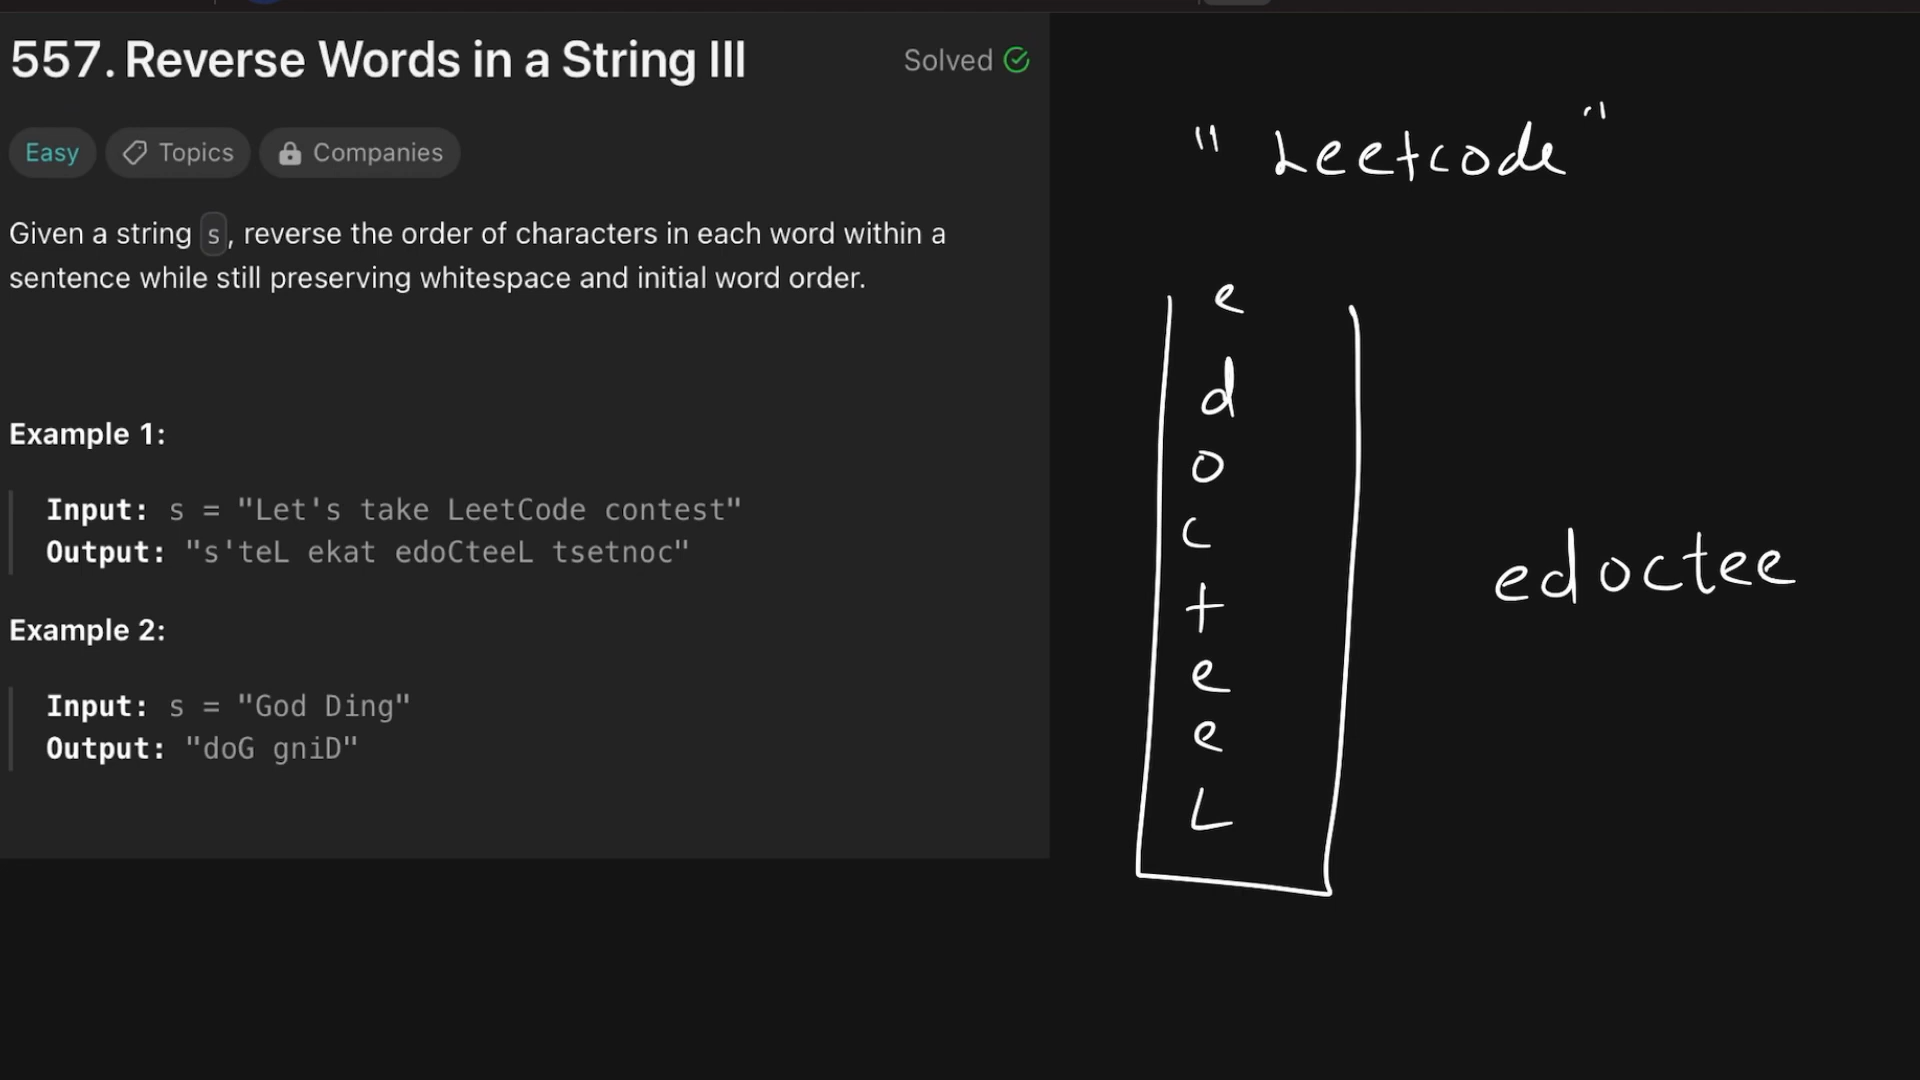 557. Reverse Words in a String III
Solved
Easy
Topics
Companies
Given a string s, reverse the order of characters in each word within a
sentence while still preserving whitespace and initial word order.
Example 1:
Input: s = "Let's take LeetCode contest"
Output: "s'teL ekat edoCteeL tsetnoc"
Example 2:
Input: s = "God Ding"
Output: "doG gniD"
"Leetcode"
e
d
o
c
t
e
e
L
edoctee